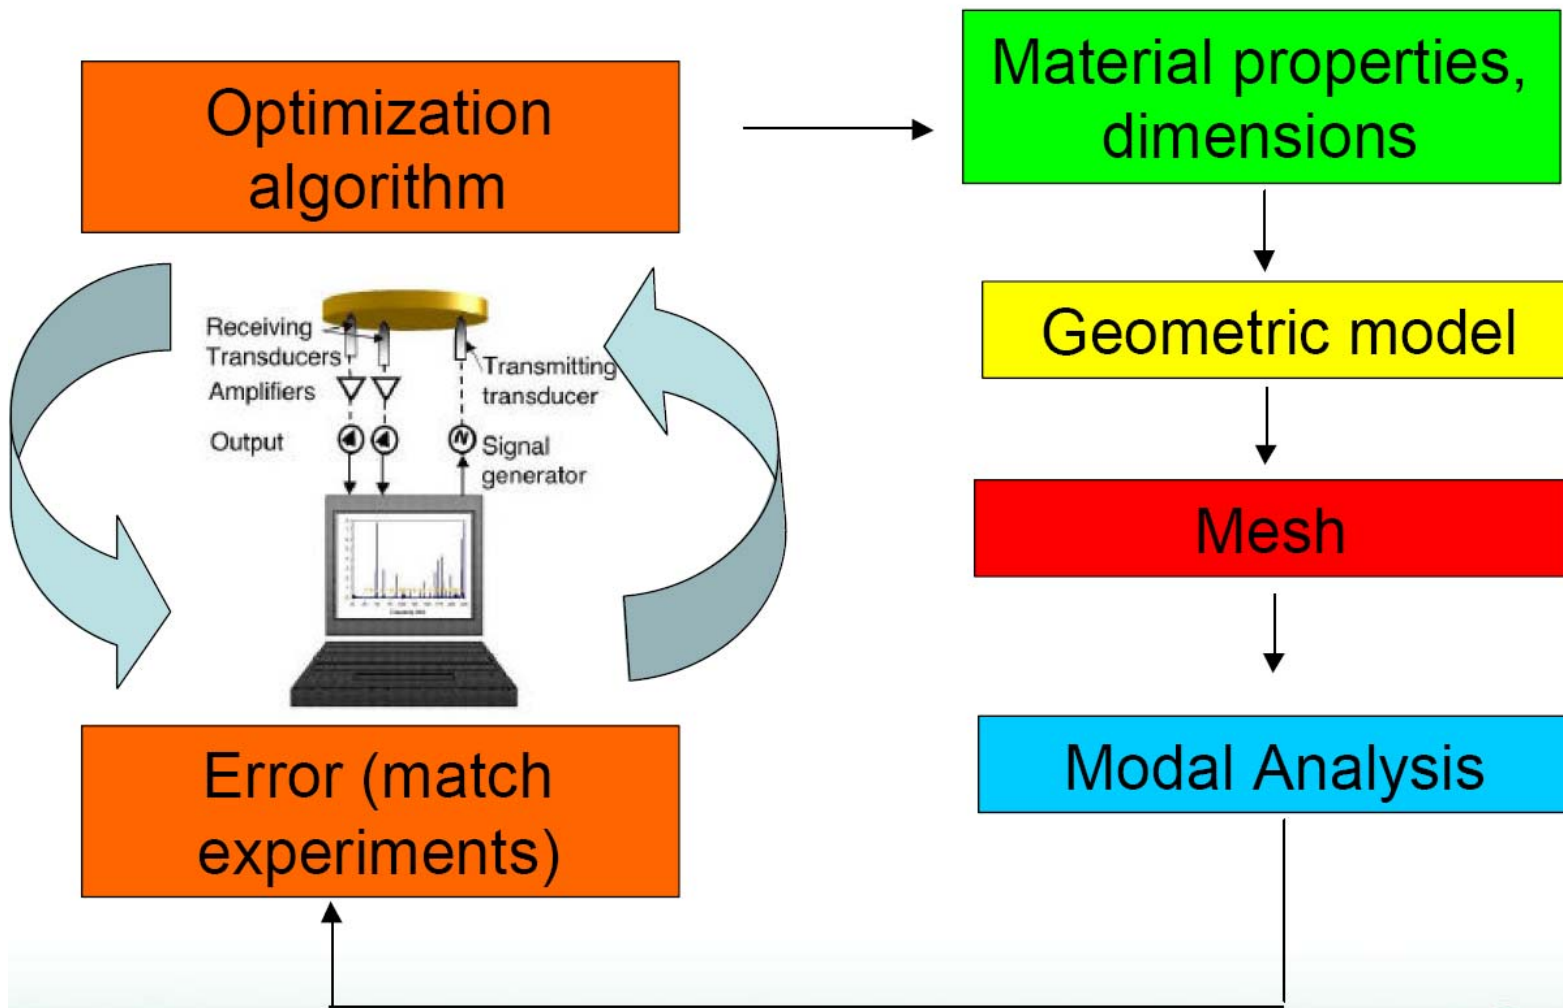 Optimization
algorithm
Material properties,
dimensions
Receiving
Transducers
Amplifiers
Output
Transmitting
transducer
Signal
generator
Geometric model
Mesh
Modal Analysis
Error (match
experiments)